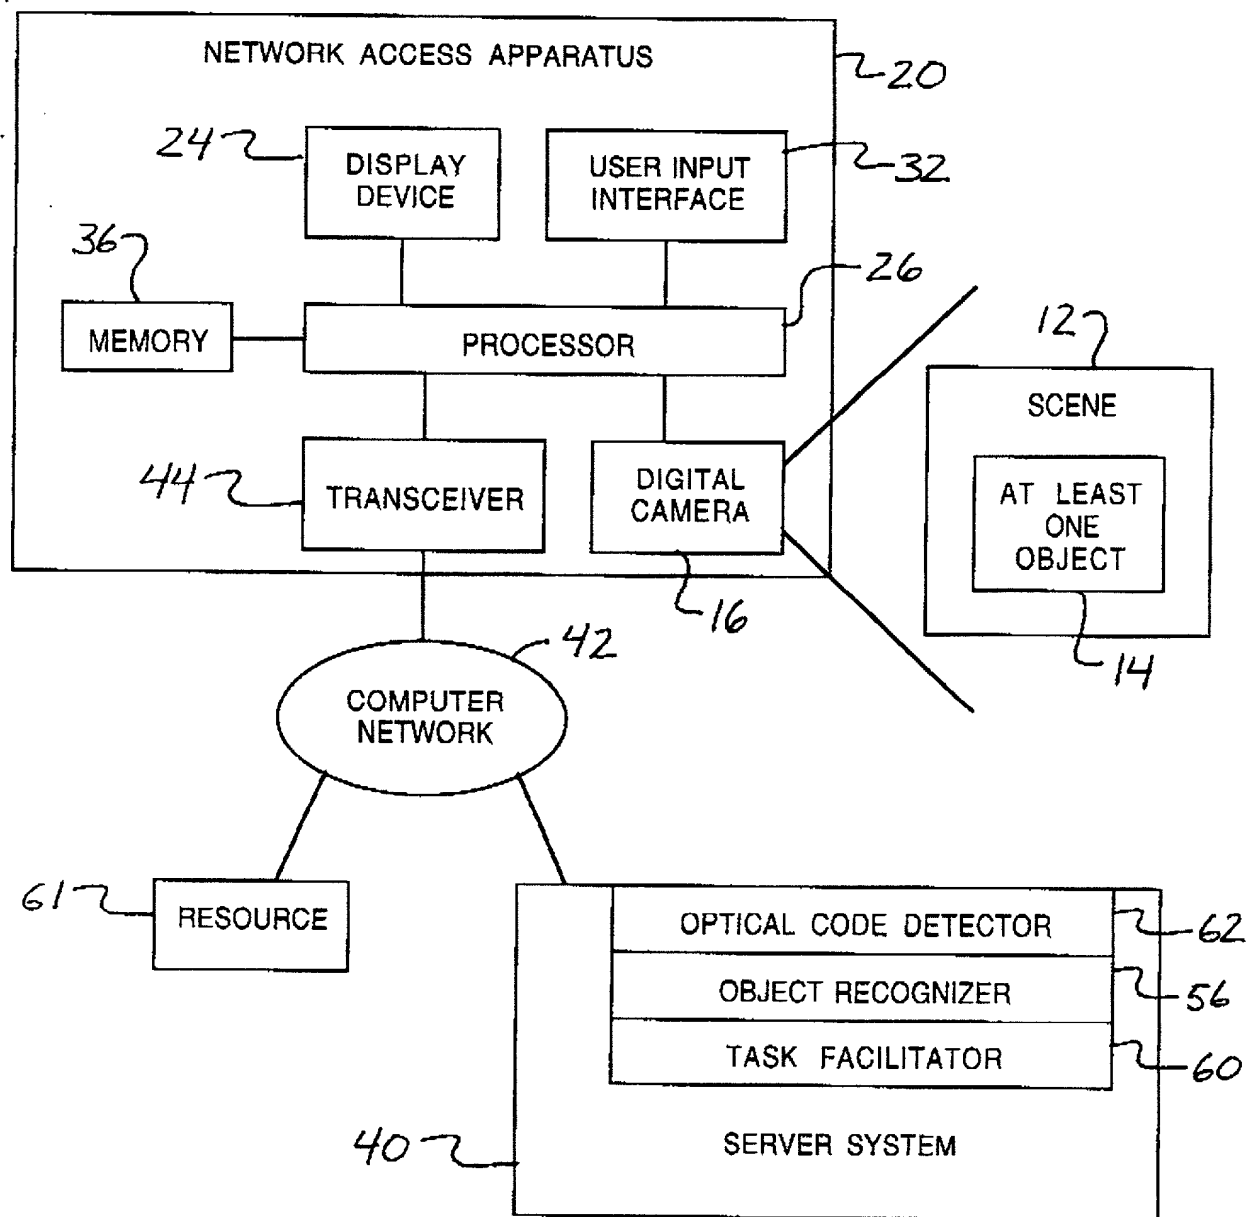 NETWORK ACCESS APPARATUS
20
24
DISPLAY
DEVICE
USER INPUT
INTERFACE
32
36
MEMORY
PROCESSOR
26
12
SCENE
AT LEAST
ONE
OBJECT
14
44
TRANSCEIVER
DIGITAL
CAMERA
16
42
COMPUTER
NETWORK
61
RESOURCE
OPTICAL CODE DETECTOR
62
OBJECT RECOGNIZER
56
TASK FACILITATOR
60
40
SERVER SYSTEM